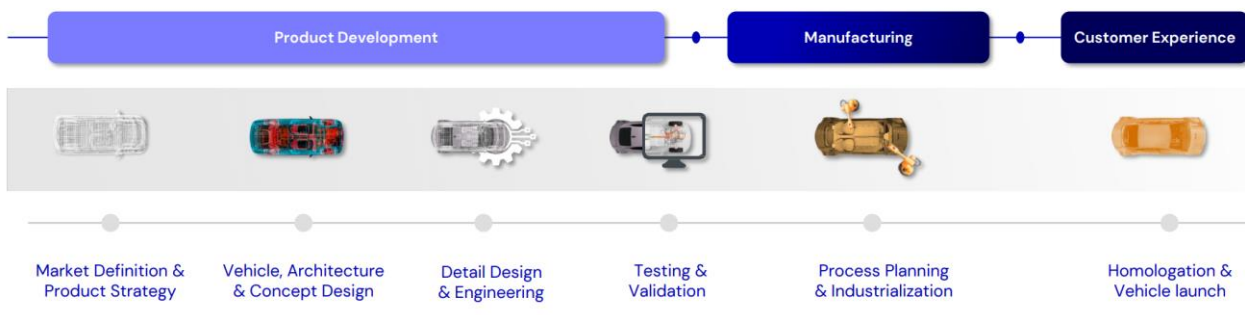 Product Development
Manufacturing
Customer Experience
Market Definition &
Product Strategy
Vehicle, Architecture
& Concept Design
Detail Design
& Engineering
Testing &
Validation
Process Planning
& Industrialization
Homologation &
Vehicle launch